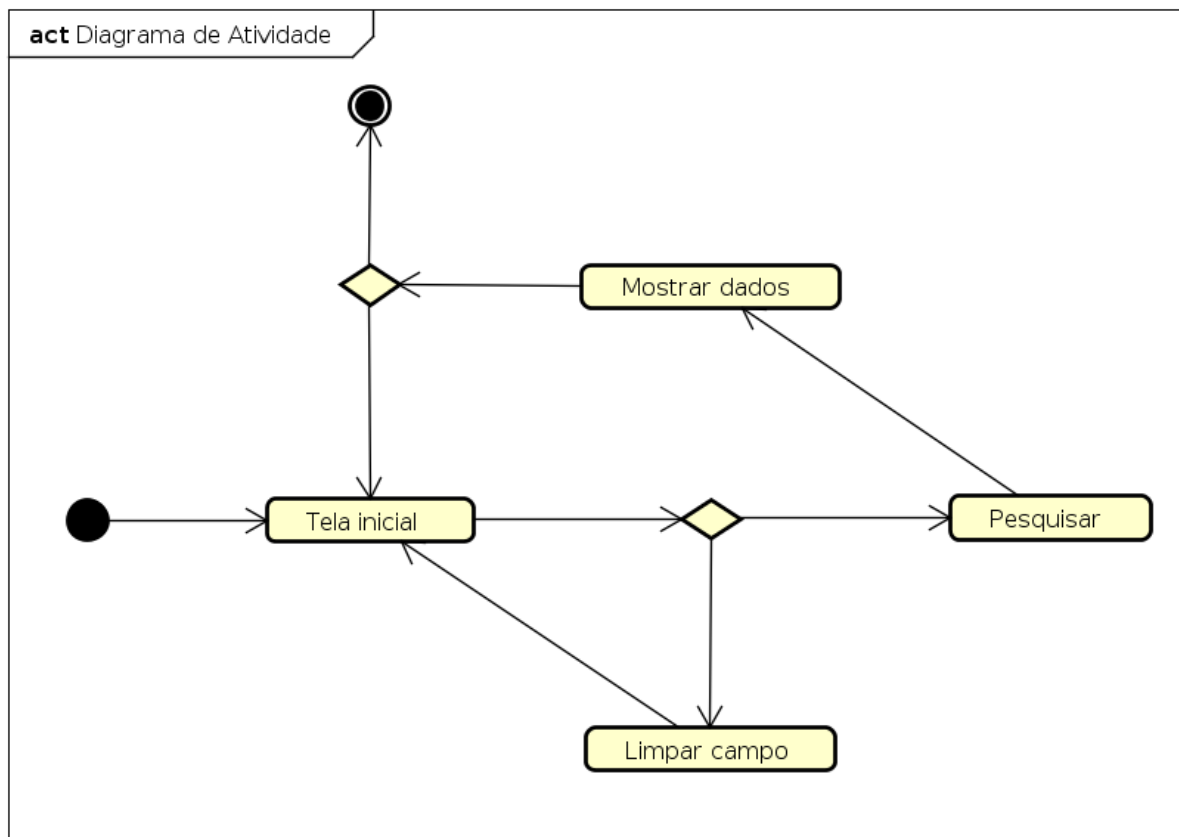 act Diagrama de Atividade
Mostrar dados
Tela inicial
Pesquisar
Limpar campo